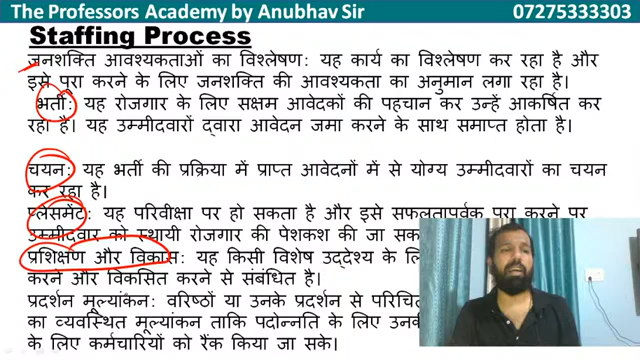 The Professors Academy by Anubhav Sir 07275333303
Staffing Process
जनशक्ति आवश्यकताओं का विश्लेषण: यह कार्य का विश्लेषण कर रहा है और
इसे पूरा करने के लिए जनशक्ति की आवश्यकता का अनुमान लगा रहा है।
भर्ती: यह रोजगार के लिए सक्षम आवेदकों की पहचान कर उन्हें आकर्षित कर
रहा है। यह उम्मीदवारों द्वारा आवेदन जमा करने के साथ समाप्त होता है।
चयन: यह भर्ती की प्रक्रिया में प्राप्त आवेदनों में से योग्य उम्मीदवारों का चयन
कर रहा है।
प्लेसमेंट: यह परिवीक्षा पर हो सकता है और इसे सफलतापूर्वक पूरा करने पर
उम्मीदवार को स्थायी रोजगार की पेशकश की जा
प्रशिक्षण और विकास: यह किसी विशेष उद्देश्य के
करने और विकसित करने से संबंधित है।
प्रदर्शन मूल्यांकन: वरिष्ठों या उनके प्रदर्शन से
का व्यवस्थित मूल्यांकन ताकि पदोन्नति के लिए
के लिए कर्मचारियों को रैंक किया जा सके।